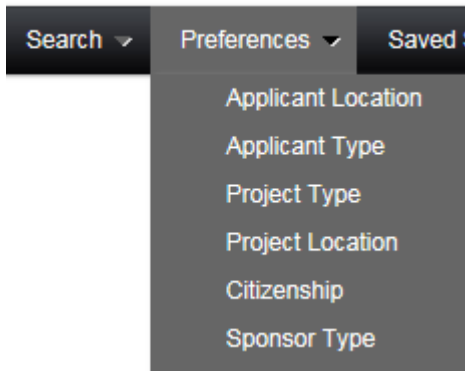 Search Preferences Saved
Applicant Location
Applicant Type
Project Type
Project Location
Citizenship
Sponsor Type